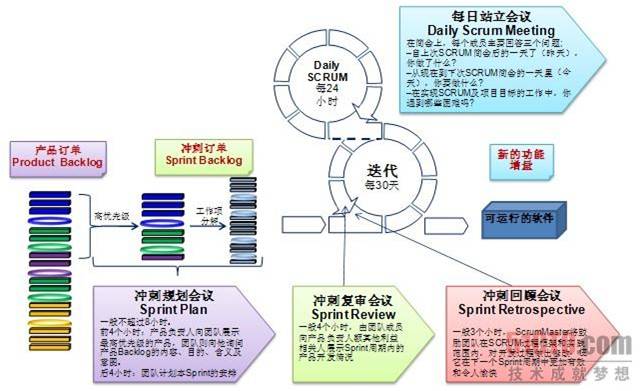 每日站立会议
Daily Scrum Meeting
在简会上，每个成员主要回答三个问题:
–自上次SCRUM简会后的一天了（昨天），
你做了什么?
–从现在到下次SCRUM简会的一天里（今
天），你要做什么?
–在实现SCRUM及项目目标的工作中，你
遇到哪些困难吗?
Daily
SCRUM
每24
小时
产品订单
Product Backlog
冲刺订单
Sprint Backlog
迭代
每30天
新的功能
增量
高优先级
工作项
分解
可运行的软件
冲刺规划会议
Sprint Plan
一般不超过8小时。
前4个小时：产品负责人向团队展示
最高优先级的产品，团队则向他询问
产品Backlog的内容、目的、含义及
意图。
后4小时：团队计划本Sprint的安排
冲刺复审会议
Sprint Review
一般4个小时，由团队成员
向产品负责人额其他利益
相关人展示Sprint周期内的
产品开发情况
冲刺回顾会议
Sprint Retrospective
一般3个小时，ScrumMaster将鼓
励团队在SCRUM过程框架和实践
范围内，对开发过程做出修改，使
它在下一个Sprint周期中更加有效
和令人愉快
.com
技术成就梦想